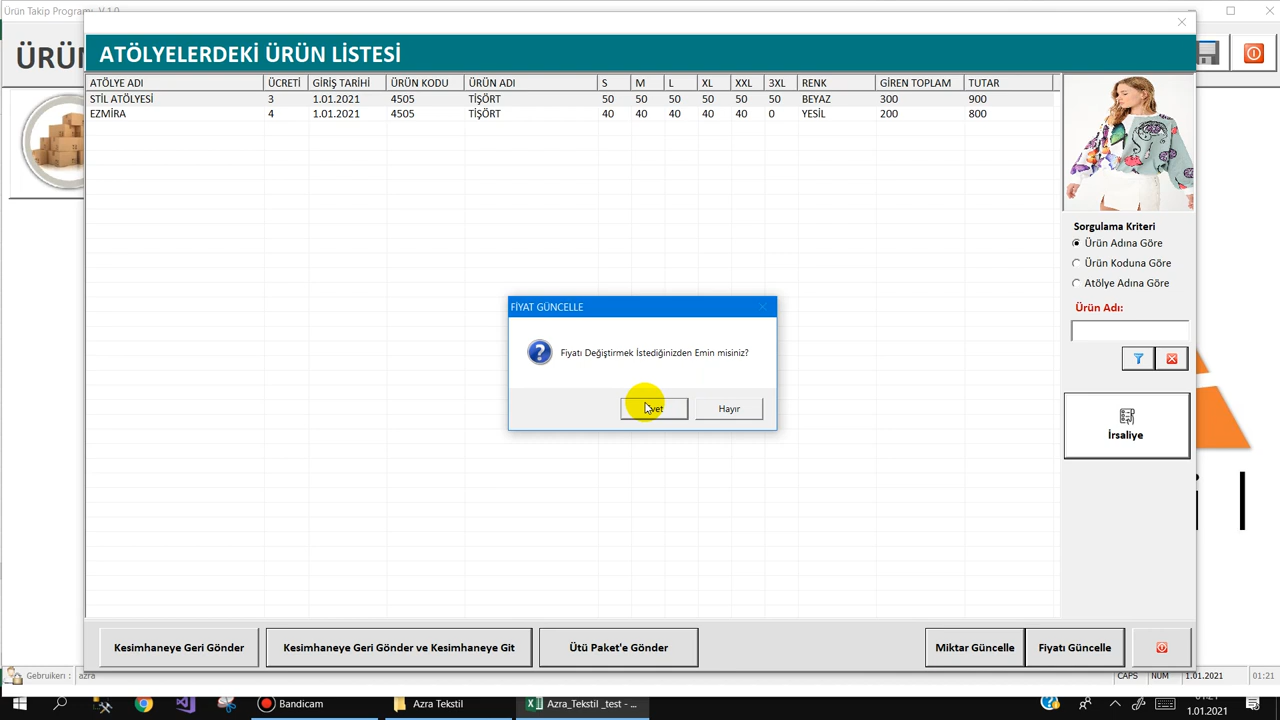 Ürün Takip Programı V.1.0
ÜRÜN
ATÖLYELERDEKİ ÜRÜN LİSTESİ
ATÖLYE ADI ÜCRETİ GİRİŞ TARİHİ ÜRÜN KODU ÜRÜN ADI S M L XL XXL 3XL RENK GİREN TOPLAM TUTAR
STİL ATÖLYESİ 3 1.01.2021 4505 TİŞÖRT 50 50 50 50 50 50 BEYAZ 300 900
EZMİRA 4 1.01.2021 4505 TİŞÖRT 40 40 40 40 40 0 YESİL 200 800
Sorgulama Kriteri
Ürün Adına Göre
Ürün Koduna Göre
Atölye Adına Göre
Ürün Adı:
İrsaliye
FİYAT GÜNCELLE
Fiyatı Değiştirmek İstediğinizden Emin misiniz?
Hayır
Kesimhaneye Geri Gönder
Kesimhaneye Geri Gönder ve Kesimhaneye Git
Ütü Paket'e Gönder
Miktar Güncelle
Fiyatı Güncelle
Gebruikerı : azra
CAPS NUM 1.01.2021 01:21
Bandicam
Azra Tekstil
Azra_Tekstil _test - ...
01:21
1.01.2021